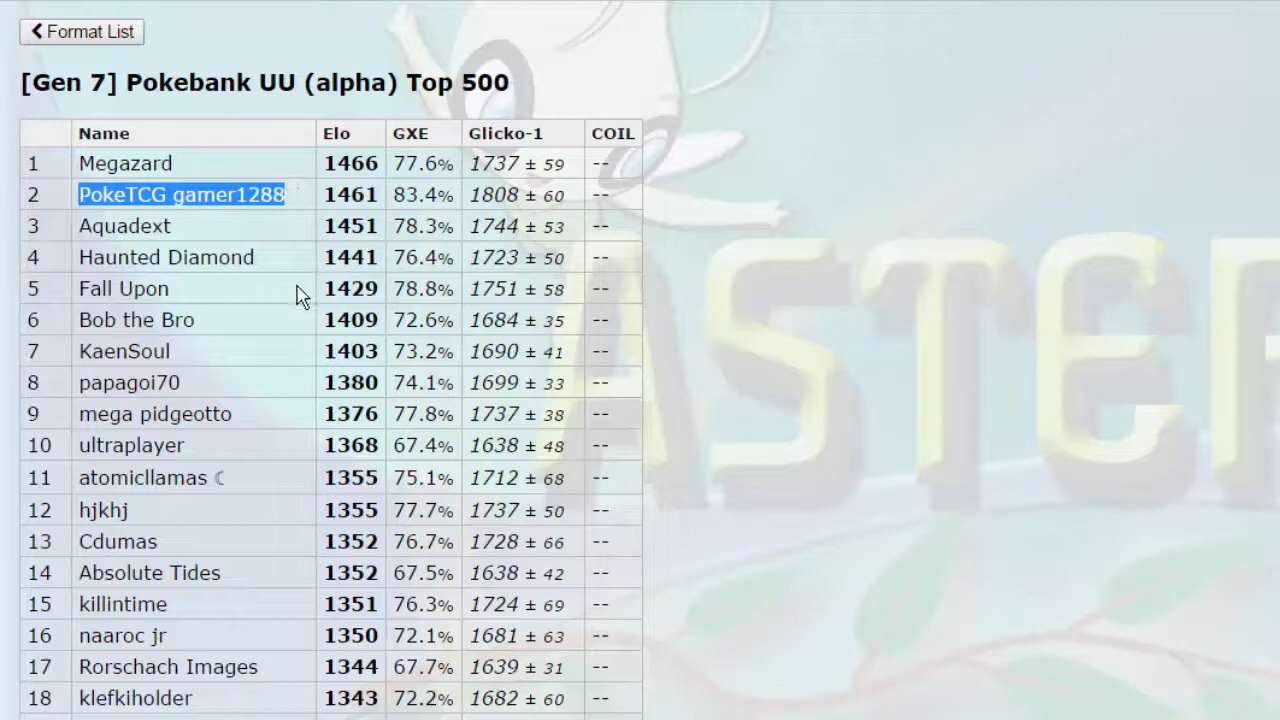 Format List
[Gen 7] Pokebank UU (alpha) Top 500
Name Elo GXE Glicko-1 COIL
1 Megazard 1466 77.6% 1737 ± 59 --
2 PokeTCG gamer1288 1461 83.4% 1808 ± 60 --
3 Aquadext 1451 78.3% 1744 ± 53 --
4 Haunted Diamond 1441 76.4% 1723 ± 50 --
5 Fall Upon 1429 78.8% 1751 ± 58 --
6 Bob the Bro 1409 72.6% 1684 ± 35 --
7 KaenSoul 1403 73.2% 1690 ± 41 --
8 papagoi70 1380 74.1% 1699 ± 33 --
9 mega pidgeotto 1376 77.8% 1737 ± 38 --
10 ultraplayer 1368 67.4% 1638 ± 48 --
11 atomicllamas ☾ 1355 75.1% 1712 ± 68 --
12 hjkhj 1355 77.7% 1737 ± 50 --
13 Cdumas 1352 76.7% 1728 ± 66 --
14 Absolute Tides 1352 67.5% 1638 ± 42 --
15 killintime 1351 76.3% 1724 ± 69 --
16 naaroc jr 1350 72.1% 1681 ± 63 --
17 Rorschach Images 1344 67.7% 1639 ± 31 --
18 klefkiholder 1343 72.2% 1682 ± 60 --
ASTER